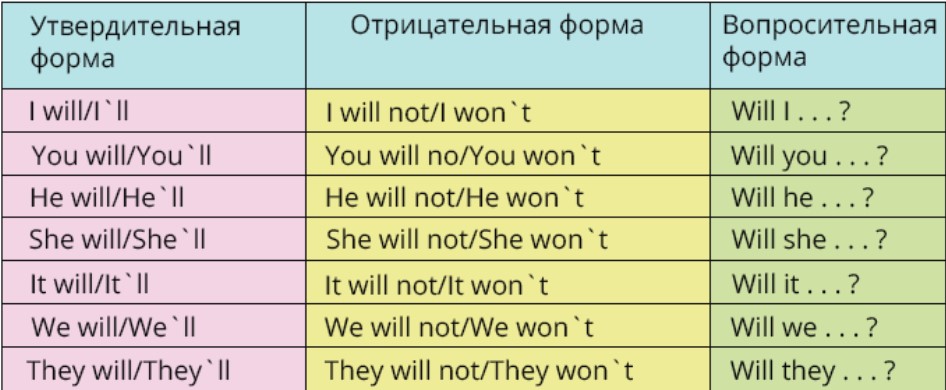 Утвердительная форма	Отрицательная форма	Вопросительная форма
I will/I`ll	I will not/I won`t	Will I . . . ?
You will/You`ll	You will no/You won`t	Will you . . . ?
He will/He`ll	He will not/He won`t	Will he . . . ?
She will/She`ll	She will not/She won`t	Will she . . . ?
It will/It`ll	It will not/It won`t	Will it . . . ?
We will/We`ll	We will not/We won`t	Will we . . . ?
They will/They`ll	They will not/They won`t	Will they . . . ?